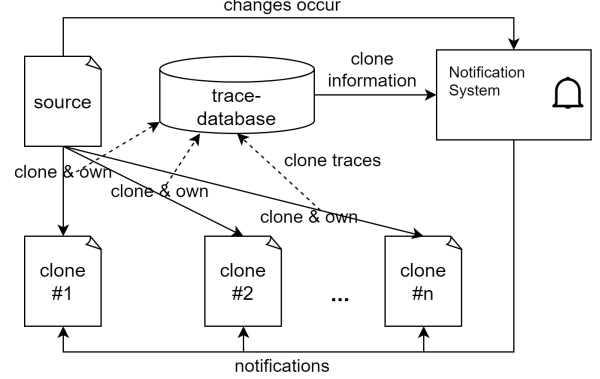 changes occur
source
trace-
database
clone
information
Notification
System
clone traces
clone & own
clone & own
clone & own
clone
#1
clone
#2
...
clone
#n
notifications